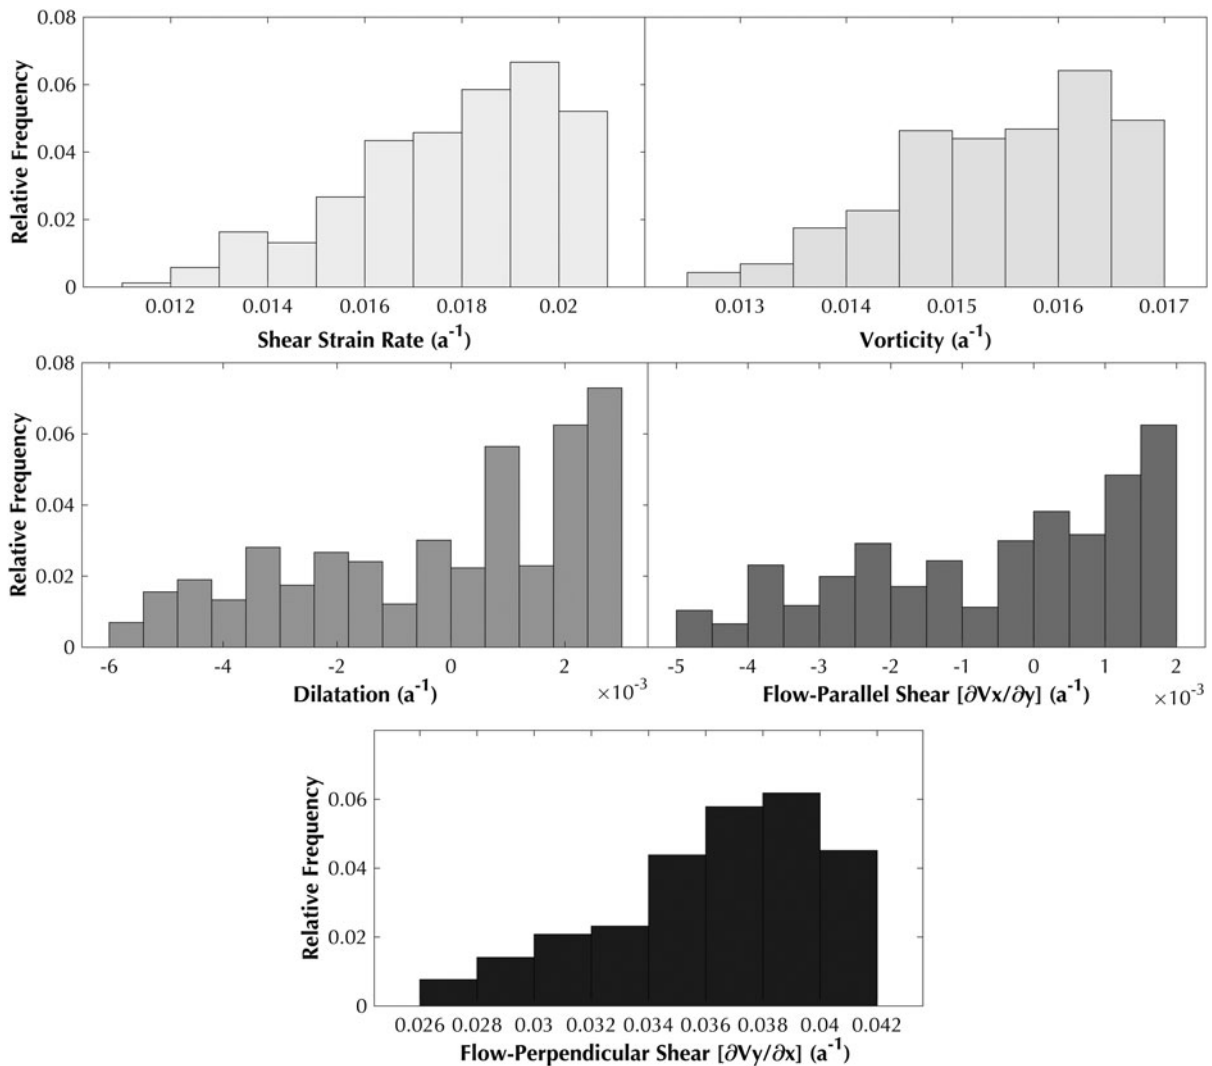 0.08
0.06
0.04
0.02
0
Relative Frequency
0.012 0.014 0.016 0.018 0.02
Shear Strain Rate (a⁻¹)
0.013 0.014 0.015 0.016 0.017
Vorticity (a⁻¹)
0.08
0.06
0.04
0.02
0
Relative Frequency
-6 -4 -2 0 2
Dilatation (a⁻¹)
×10⁻³
-5 -4 -3 -2 -1 0 1 2
Flow-Parallel Shear [∂Vx/∂y] (a⁻¹)
×10⁻³
0.06
0.04
0.02
0
Relative Frequency
0.026 0.028 0.03 0.032 0.034 0.036 0.038 0.04 0.042
Flow-Perpendicular Shear [∂Vy/∂x] (a⁻¹)